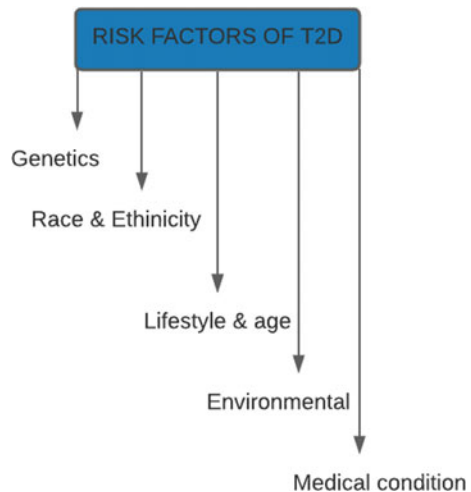 RISK FACTORS OF T2D
Genetics
Race & Ethinicity
Lifestyle & age
Environmental
Medical condition